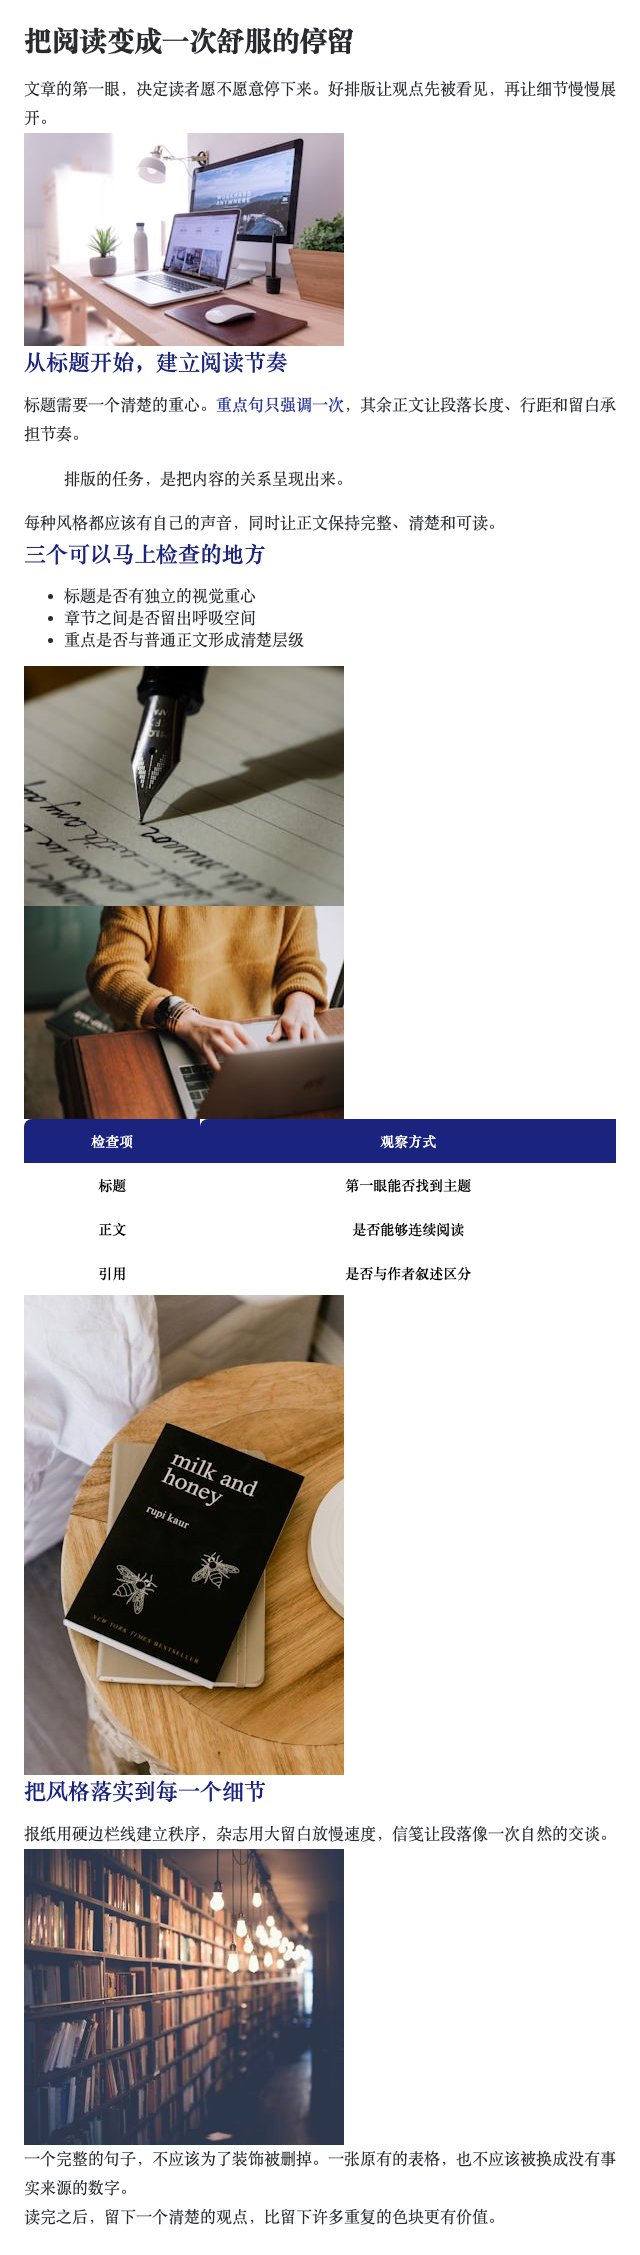 把阅读变成一次舒服的停留
文章的第一眼，决定读者愿不愿意停下来。好排版让观点先被看见，再让细节慢慢展
开。
WORK HARD
ANYWHERE
从标题开始，建立阅读节奏
标题需要一个清楚的重心。重点句只强调一次，其余正文让段落长度、行距和留白承
担节奏。
排版的任务，是把内容的关系呈现出来。
每种风格都应该有自己的声音，同时让正文保持完整、清楚和可读。
三个可以马上检查的地方
• 标题是否有独立的视觉重心
• 章节之间是否留出呼吸空间
• 重点是否与普通正文形成清楚层级
检查项 观察方式
标题 第一眼能否找到主题
正文 是否能够连续阅读
引用 是否与作者叙述区分
milk and
honey
rupi kaur
NEW YORK TIMES BESTSELLER
把风格落实到每一个细节
报纸用硬边栏线建立秩序，杂志用大留白放慢速度，信笺让段落像一次自然的交谈。
一个完整的句子，不应该为了装饰被删掉。一张原有的表格，也不应该被换成没有事
实来源的数字。
读完之后，留下一个清楚的观点，比留下许多重复的色块更有价值。